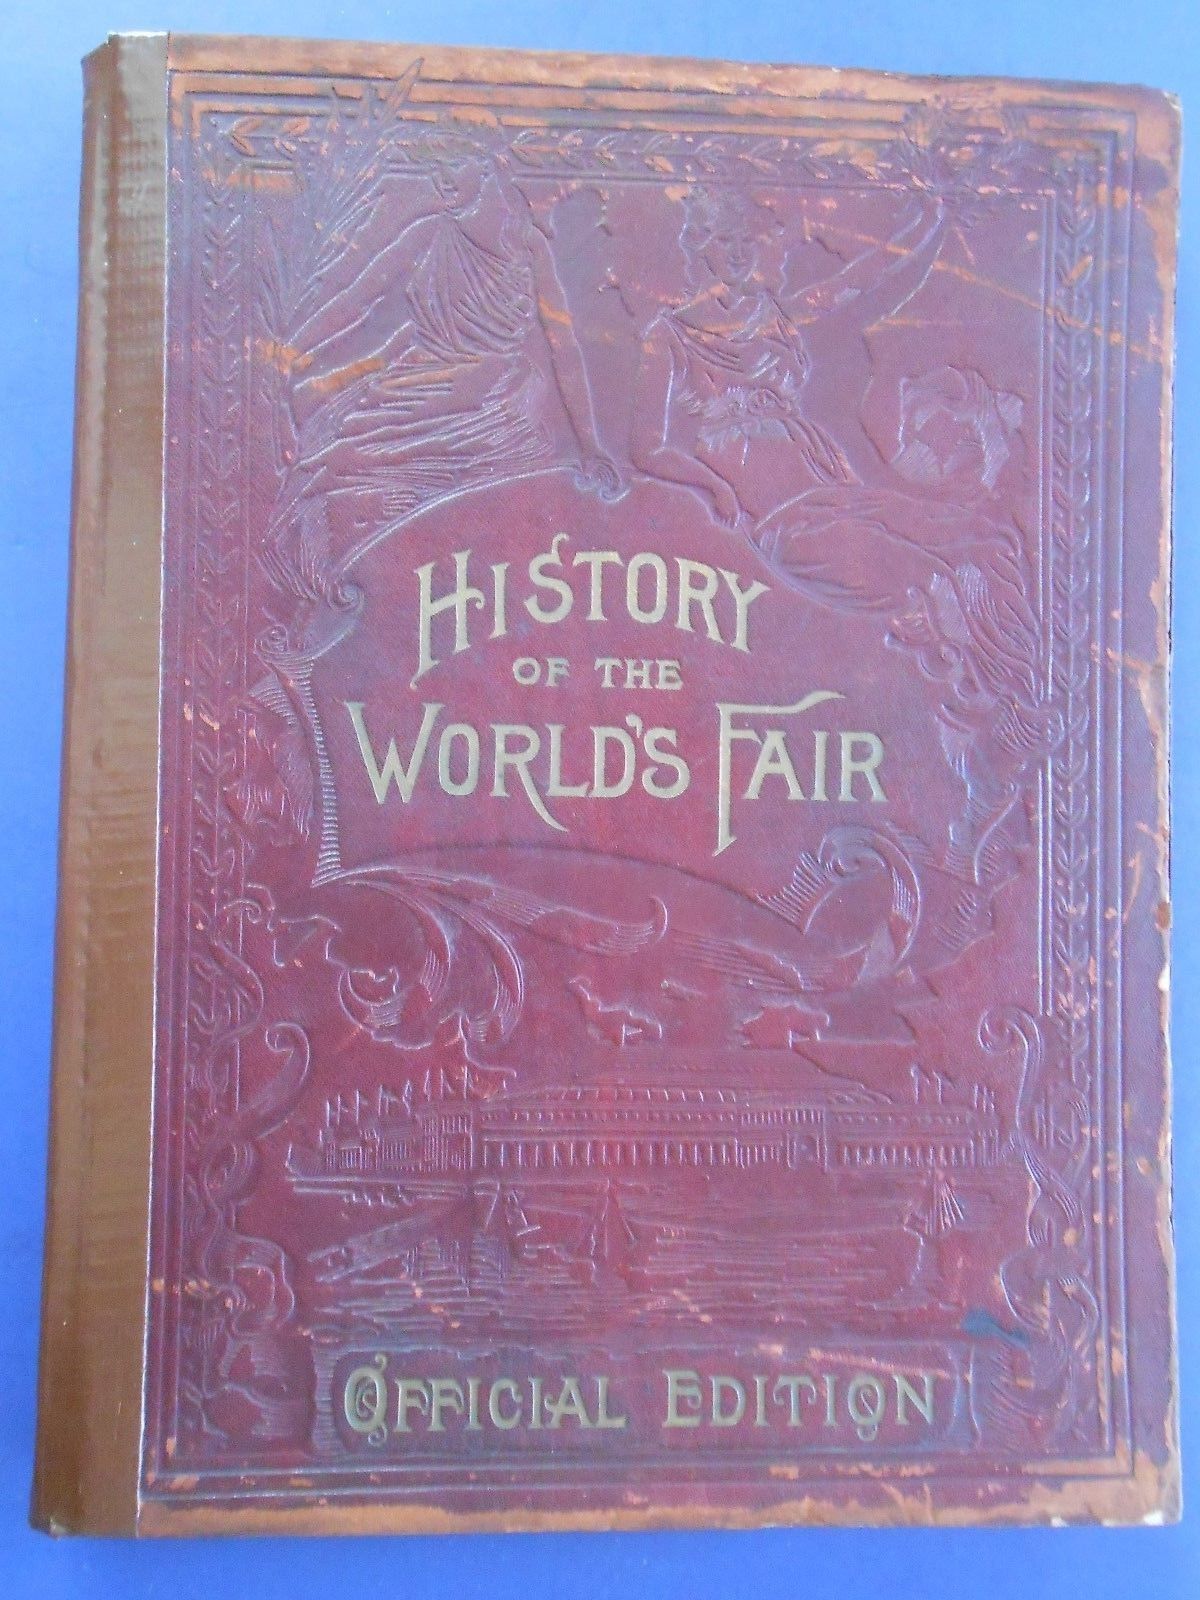 HISTORY
OF THE
WORLD'S FAIR
OFFICIAL EDITION